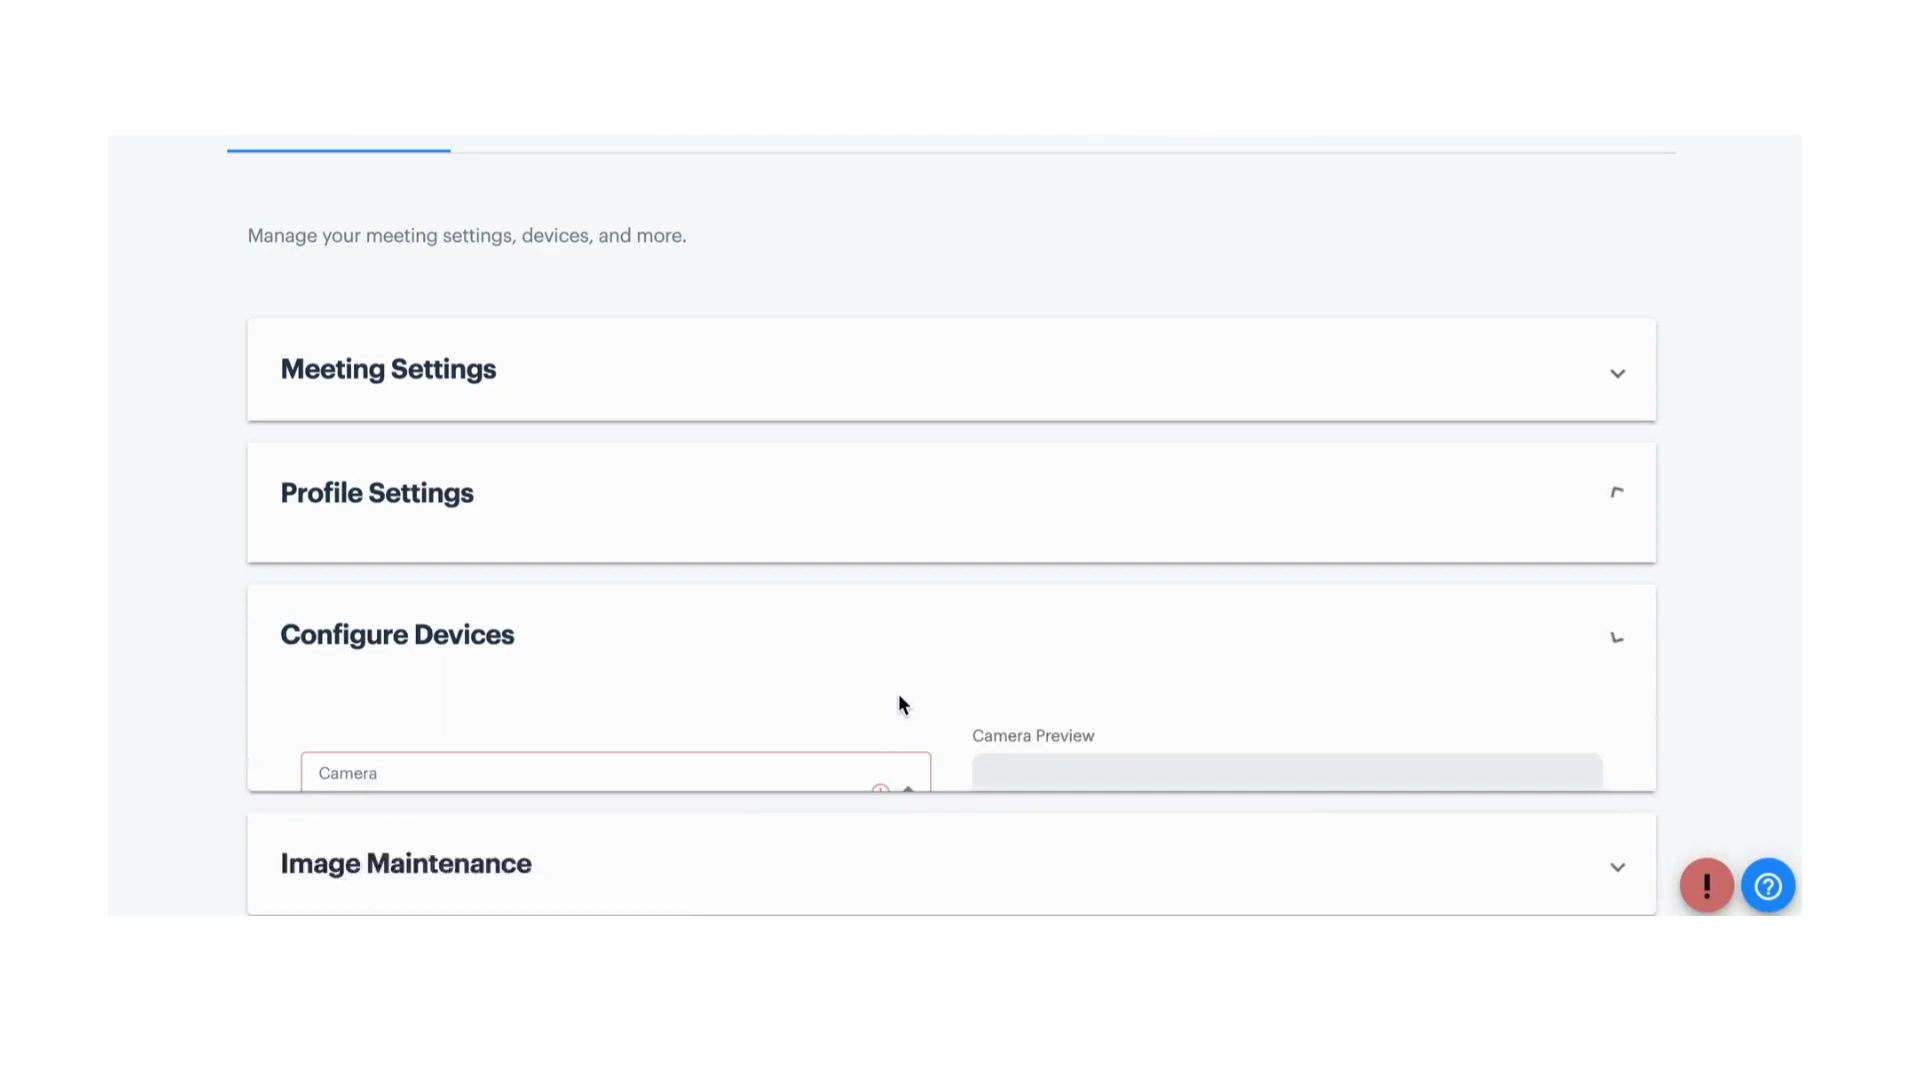 Manage your meeting settings, devices, and more.
Meeting Settings
Profile Settings
Configure Devices
Camera Preview
Camera
Image Maintenance